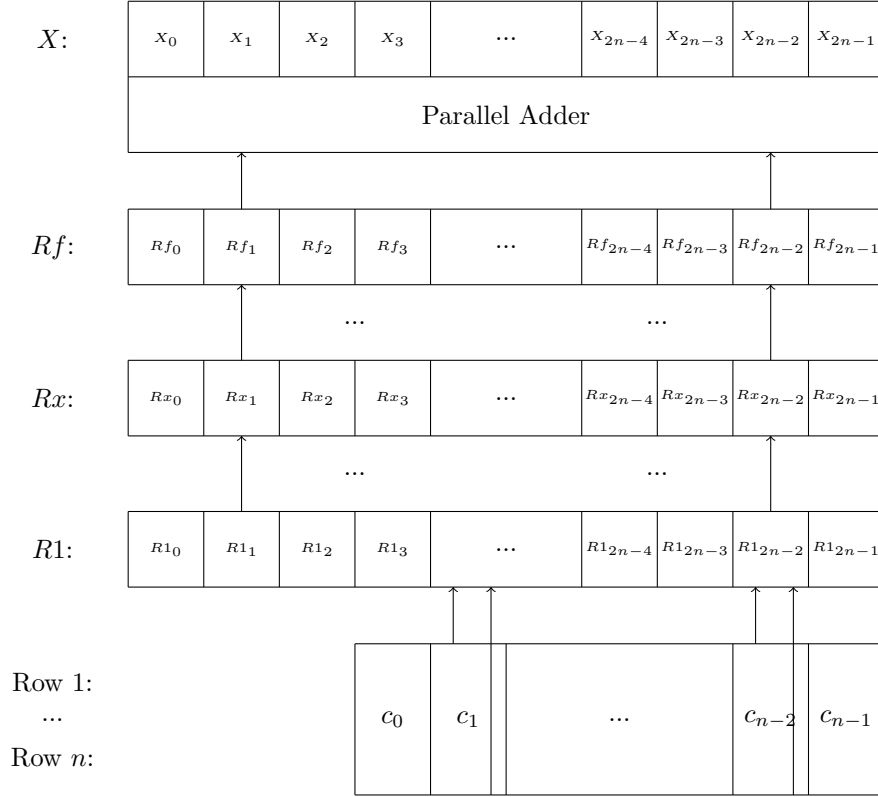 X: X₀ X₁ X₂ X₃ ... X₂ₙ₋₄ X₂ₙ₋₃ X₂ₙ₋₂ X₂ₙ₋₁
Parallel Adder
Rf: Rf₀ Rf₁ Rf₂ Rf₃ ... Rf₂ₙ₋₄ Rf₂ₙ₋₃ Rf₂ₙ₋₂ Rf₂ₙ₋₁
... ...
Rx: Rx₀ Rx₁ Rx₂ Rx₃ ... Rx₂ₙ₋₄ Rx₂ₙ₋₃ Rx₂ₙ₋₂ Rx₂ₙ₋₁
... ...
R1: R1₀ R1₁ R1₂ R1₃ ... R1₂ₙ₋₄ R1₂ₙ₋₃ R1₂ₙ₋₂ R1₂ₙ₋₁
Row 1:
... c₀ c₁ ... cₙ₋₂ cₙ₋₁
Row n: